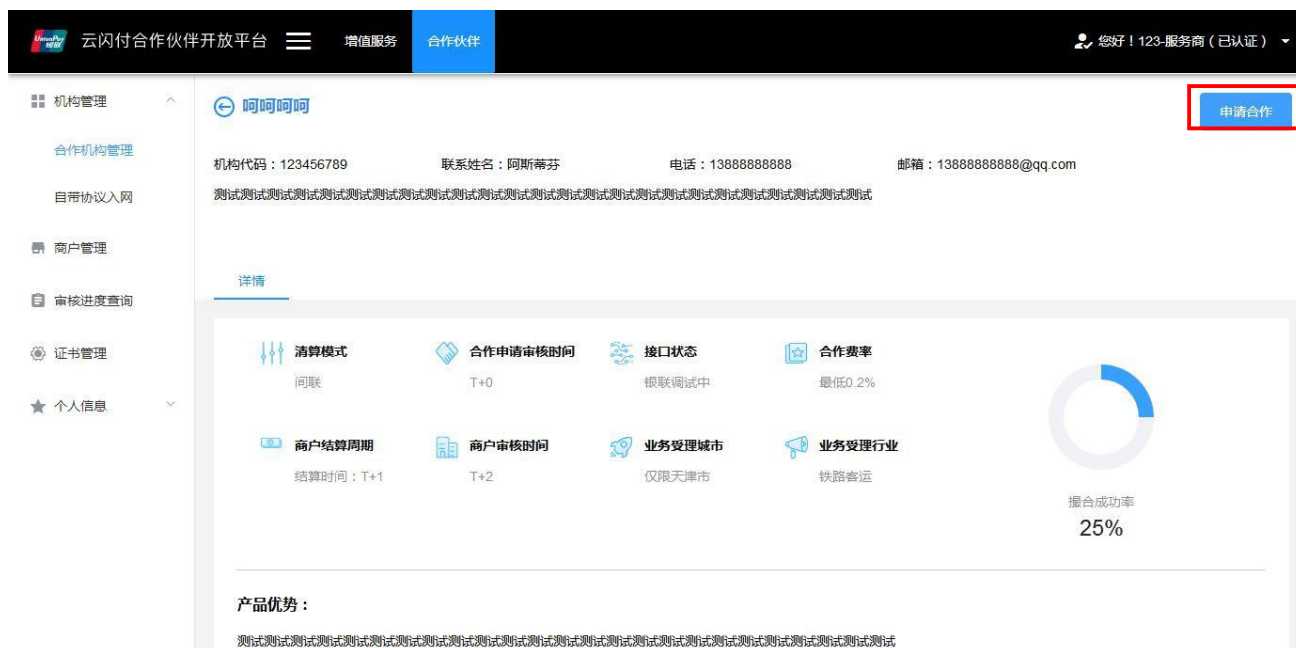 UnionPay 银联 云闪付合作伙伴开放平台 增值服务 合作伙伴 您好！123-服务商（已认证）
机构管理
合作机构管理
自带协议入网
商户管理
审核进度查询
证书管理
个人信息
呵呵呵呵 申请合作
机构代码：123456789 联系姓名：阿斯蒂芬 电话：13888888888 邮箱：13888888888@qq.com
测试测试测试测试测试测试测试测试测试测试测试测试测试测试测试测试测试测试测试测试测试测试测试测试测试
详情
清算模式 合作申请审核时间 接口状态 合作费率
间联 T+0 银联调试中 最低0.2%
商户结算周期 商户审核时间 业务受理城市 业务受理行业
结算时间：T+1 T+2 仅限天津市 铁路客运
撮合成功率
25%
产品优势：
测试测试测试测试测试测试测试测试测试测试测试测试测试测试测试测试测试测试测试测试测试测试测试测试测试